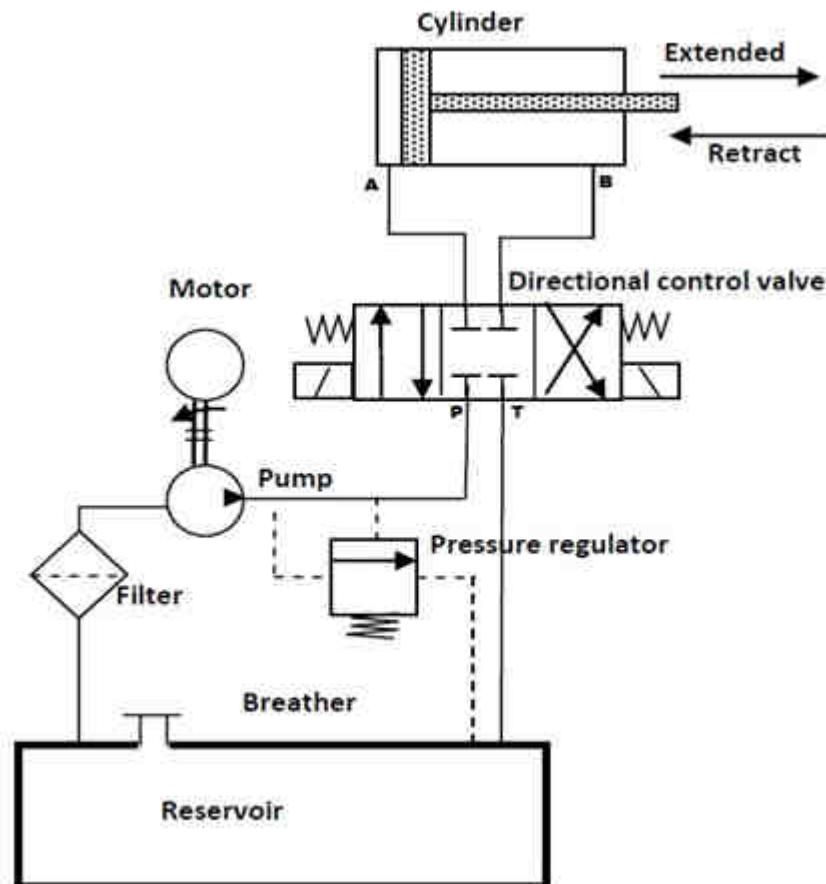 Cylinder
Extended
Retract
A
B
Directional control valve
Motor
P
T
Pump
Pressure regulator
Filter
Breather
Reservoir